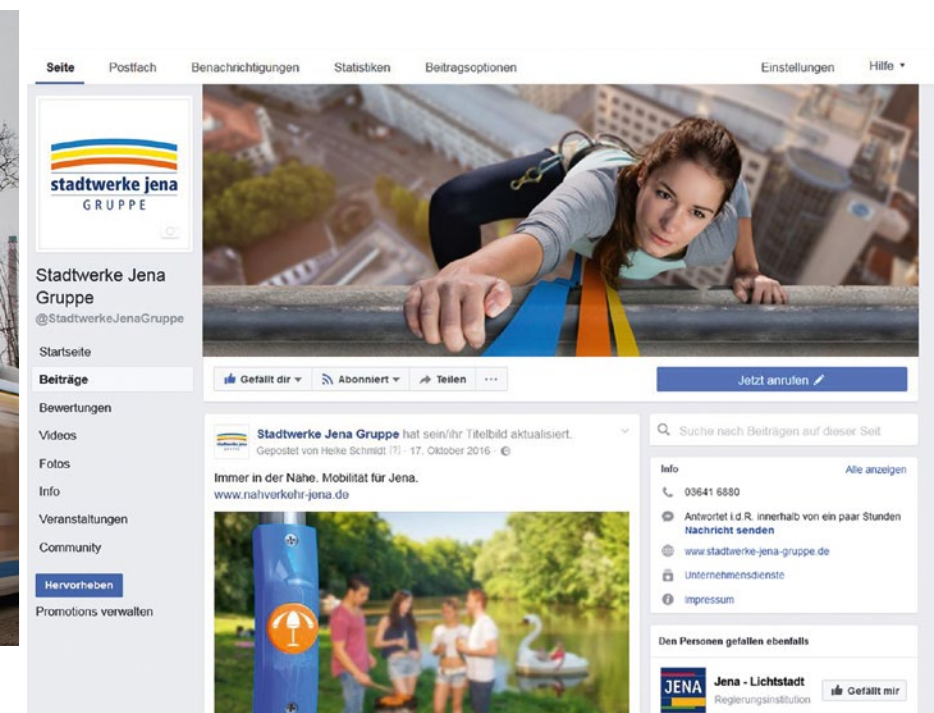 Seite Postfach Benachrichtigungen Statistiken Beitragsoptionen Einstellungen Hilfe
stadtwerke jena
GRUPPE
Stadtwerke Jena
Gruppe
@StadtwerkeJenaGruppe
Startseite
Beiträge
Bewertungen
Videos
Fotos
Info
Veranstaltungen
Community
Hervorheben
Promotions verwalten
Gefällt dir Abonniert Teilen ...
Jetzt anrufen
Stadtwerke Jena Gruppe hat sein/ihr Titelbild aktualisiert.
Gepostet von Heike Schmidt [?] · 17. Oktober 2016 ·
Immer in der Nähe. Mobilität für Jena.
www.nahverkehr-jena.de
Suche nach Beiträgen auf dieser Seit
Info Alle anzeigen
03641 6880
Antwortet i.d.R. innerhalb von ein paar Stunden
Nachricht senden
www.stadtwerke-jena-gruppe.de
Unternehmensdienste
Impressum
Den Personen gefallen ebenfalls
JENA
Jena - Lichtstadt
Regierungsinstitution
Gefällt mir